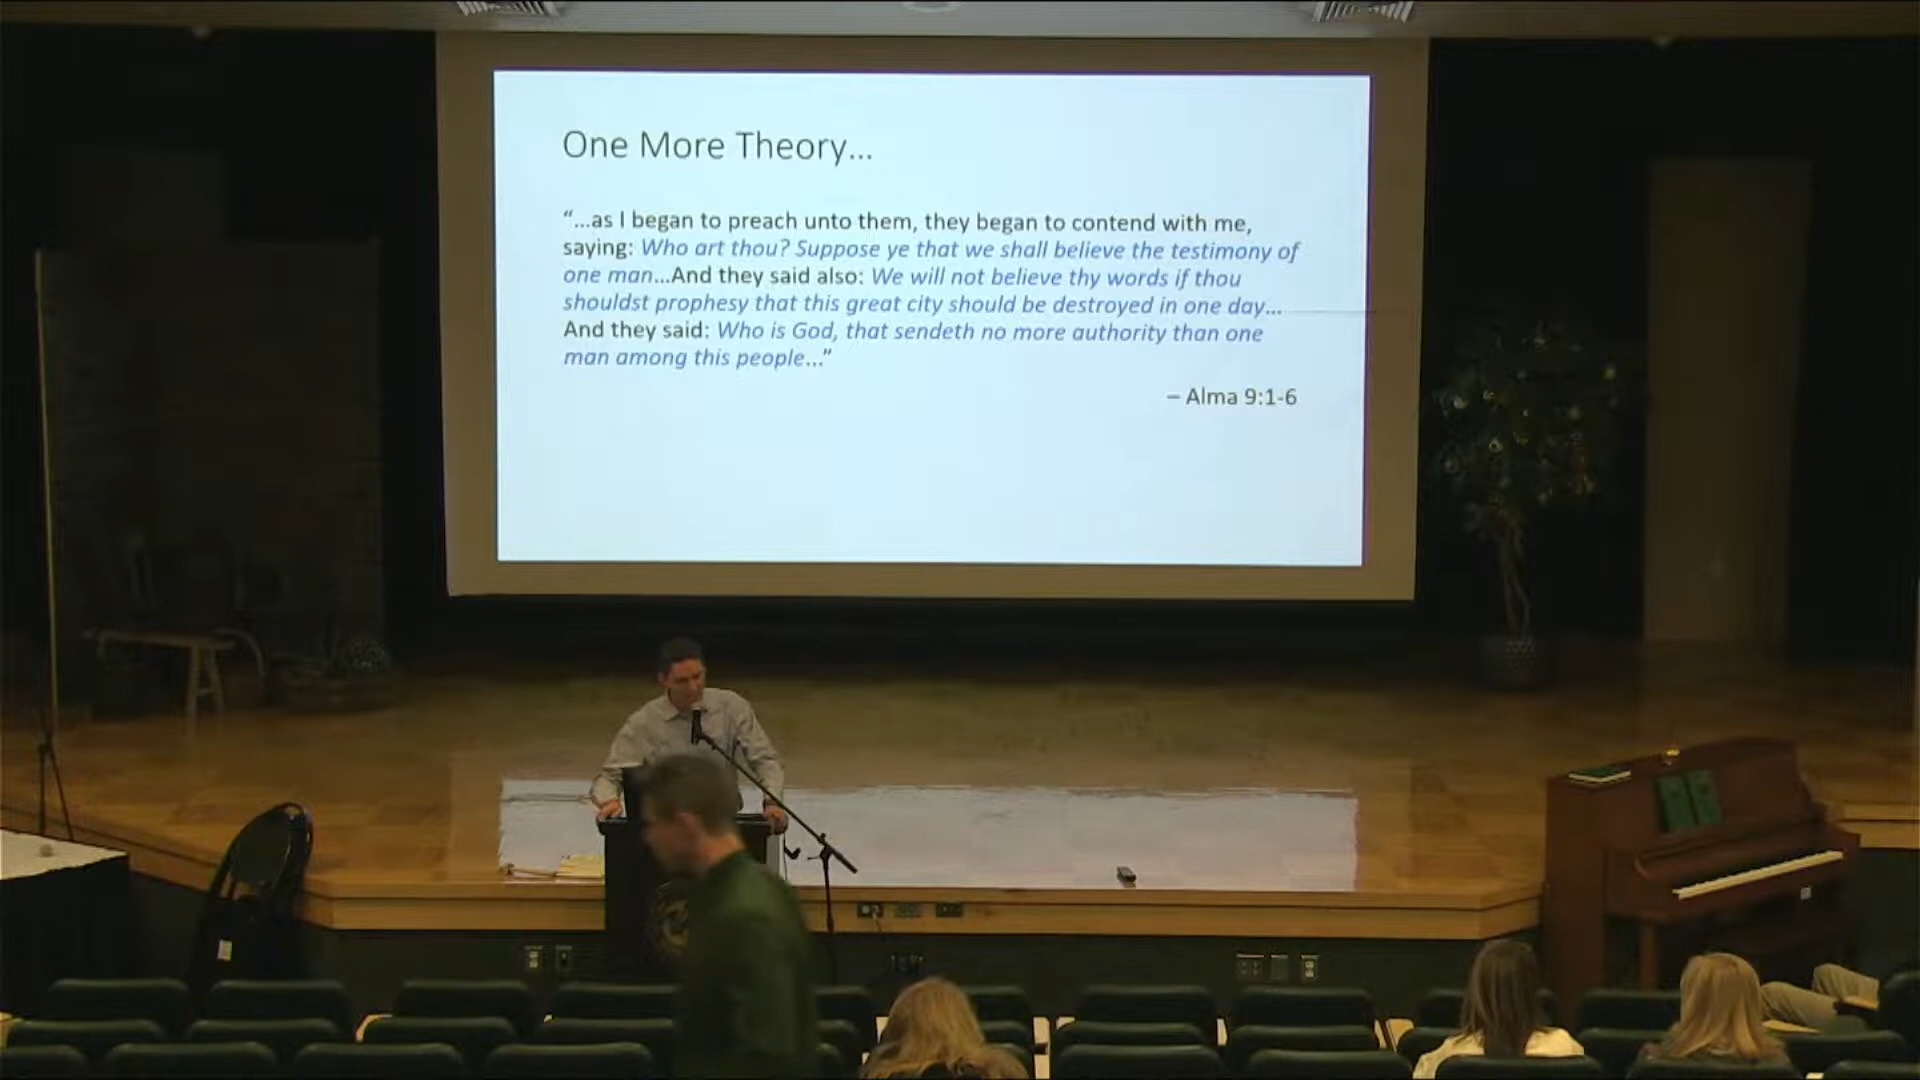 One More Theory...
“...as I began to preach unto them, they began to contend with me,
saying: Who art thou? Suppose ye that we shall believe the testimony of
one man...And they said also: We will not believe thy words if thou
shouldst prophesy that this great city should be destroyed in one day...
And they said: Who is God, that sendeth no more authority than one
man among this people...”
– Alma 9:1-6